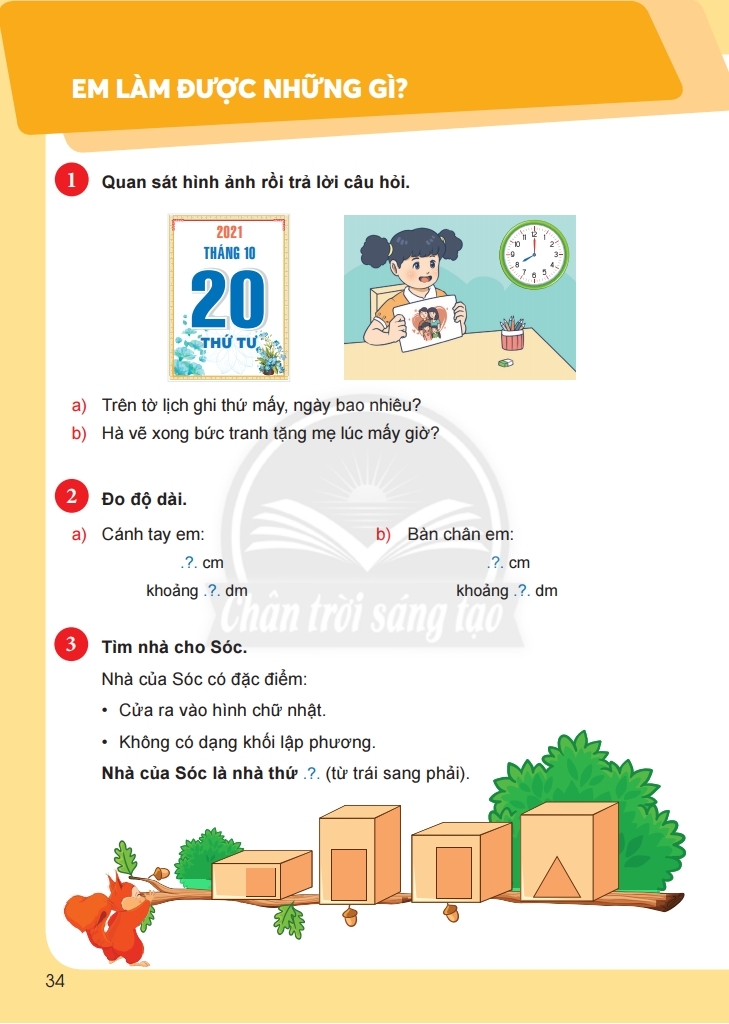 EM LÀM ĐƯỢC NHỮNG GÌ?
1 Quan sát hình ảnh rồi trả lời câu hỏi.
2021
THÁNG 10
20
THỨ TƯ
12
1
2
3
4
5
6
7
8
9
10
11
a) Trên tờ lịch ghi thứ mấy, ngày bao nhiêu?
b) Hà vẽ xong bức tranh tặng mẹ lúc mấy giờ?
2 Đo độ dài.
a) Cánh tay em:
.?. cm
khoảng .?. dm
b) Bàn chân em:
.?. cm
khoảng .?. dm
Chân trời sáng tạo
3 Tìm nhà cho Sóc.
Nhà của Sóc có đặc điểm:
• Cửa ra vào hình chữ nhật.
• Không có dạng khối lập phương.
Nhà của Sóc là nhà thứ .?. (từ trái sang phải).
34